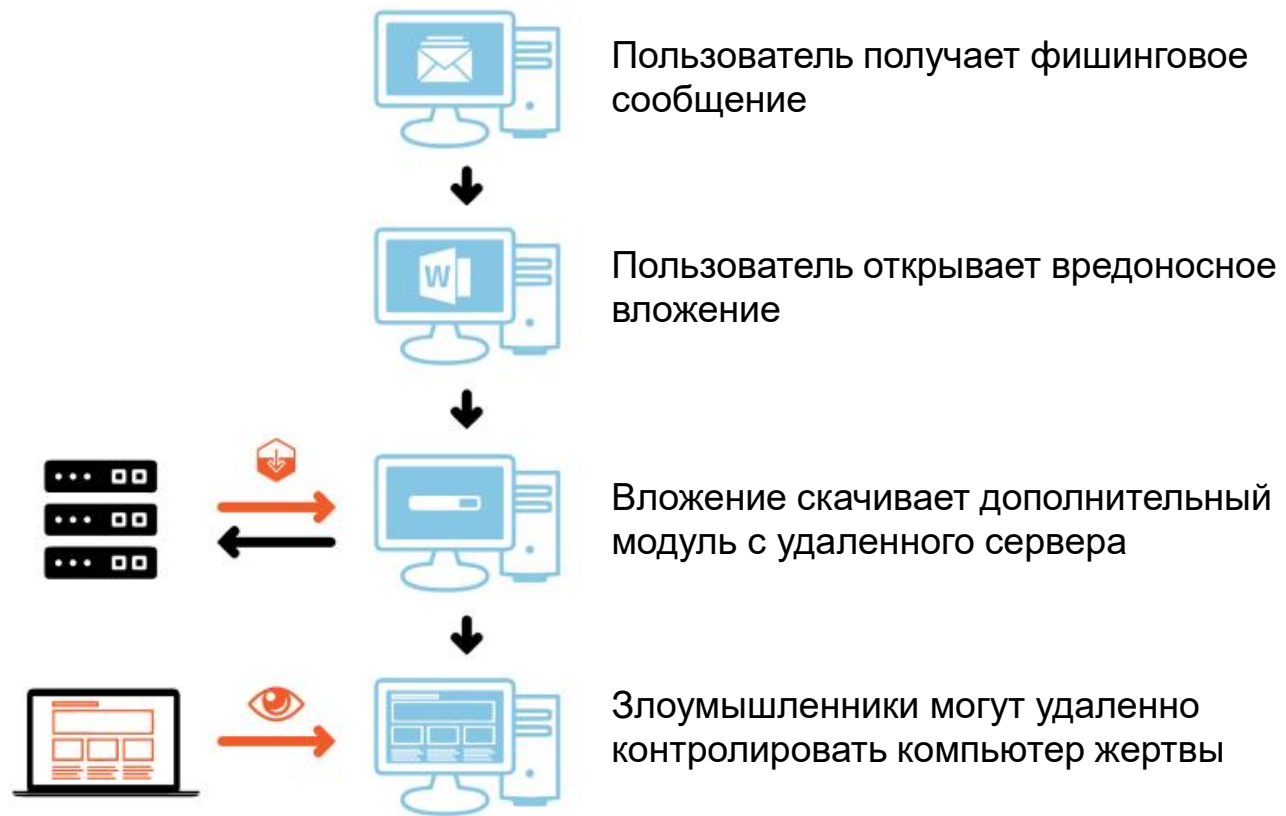 Пользователь получает фишинговое
сообщение
W
Пользователь открывает вредоносное
вложение
Вложение скачивает дополнительный
модуль с удаленного сервера
Злоумышленники могут удаленно
контролировать компьютер жертвы